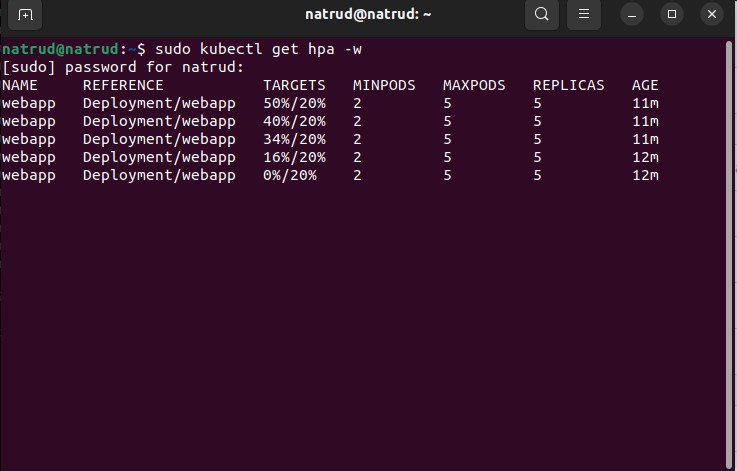 natrud@natrud: ~
natrud@natrud:~$ sudo kubectl get hpa -w
[sudo] password for natrud:
NAME     REFERENCE           TARGETS   MINPODS   MAXPODS   REPLICAS   AGE
webapp   Deployment/webapp   50%/20%   2         5         5          11m
webapp   Deployment/webapp   40%/20%   2         5         5          11m
webapp   Deployment/webapp   34%/20%   2         5         5          11m
webapp   Deployment/webapp   16%/20%   2         5         5          12m
webapp   Deployment/webapp   0%/20%    2         5         5          12m